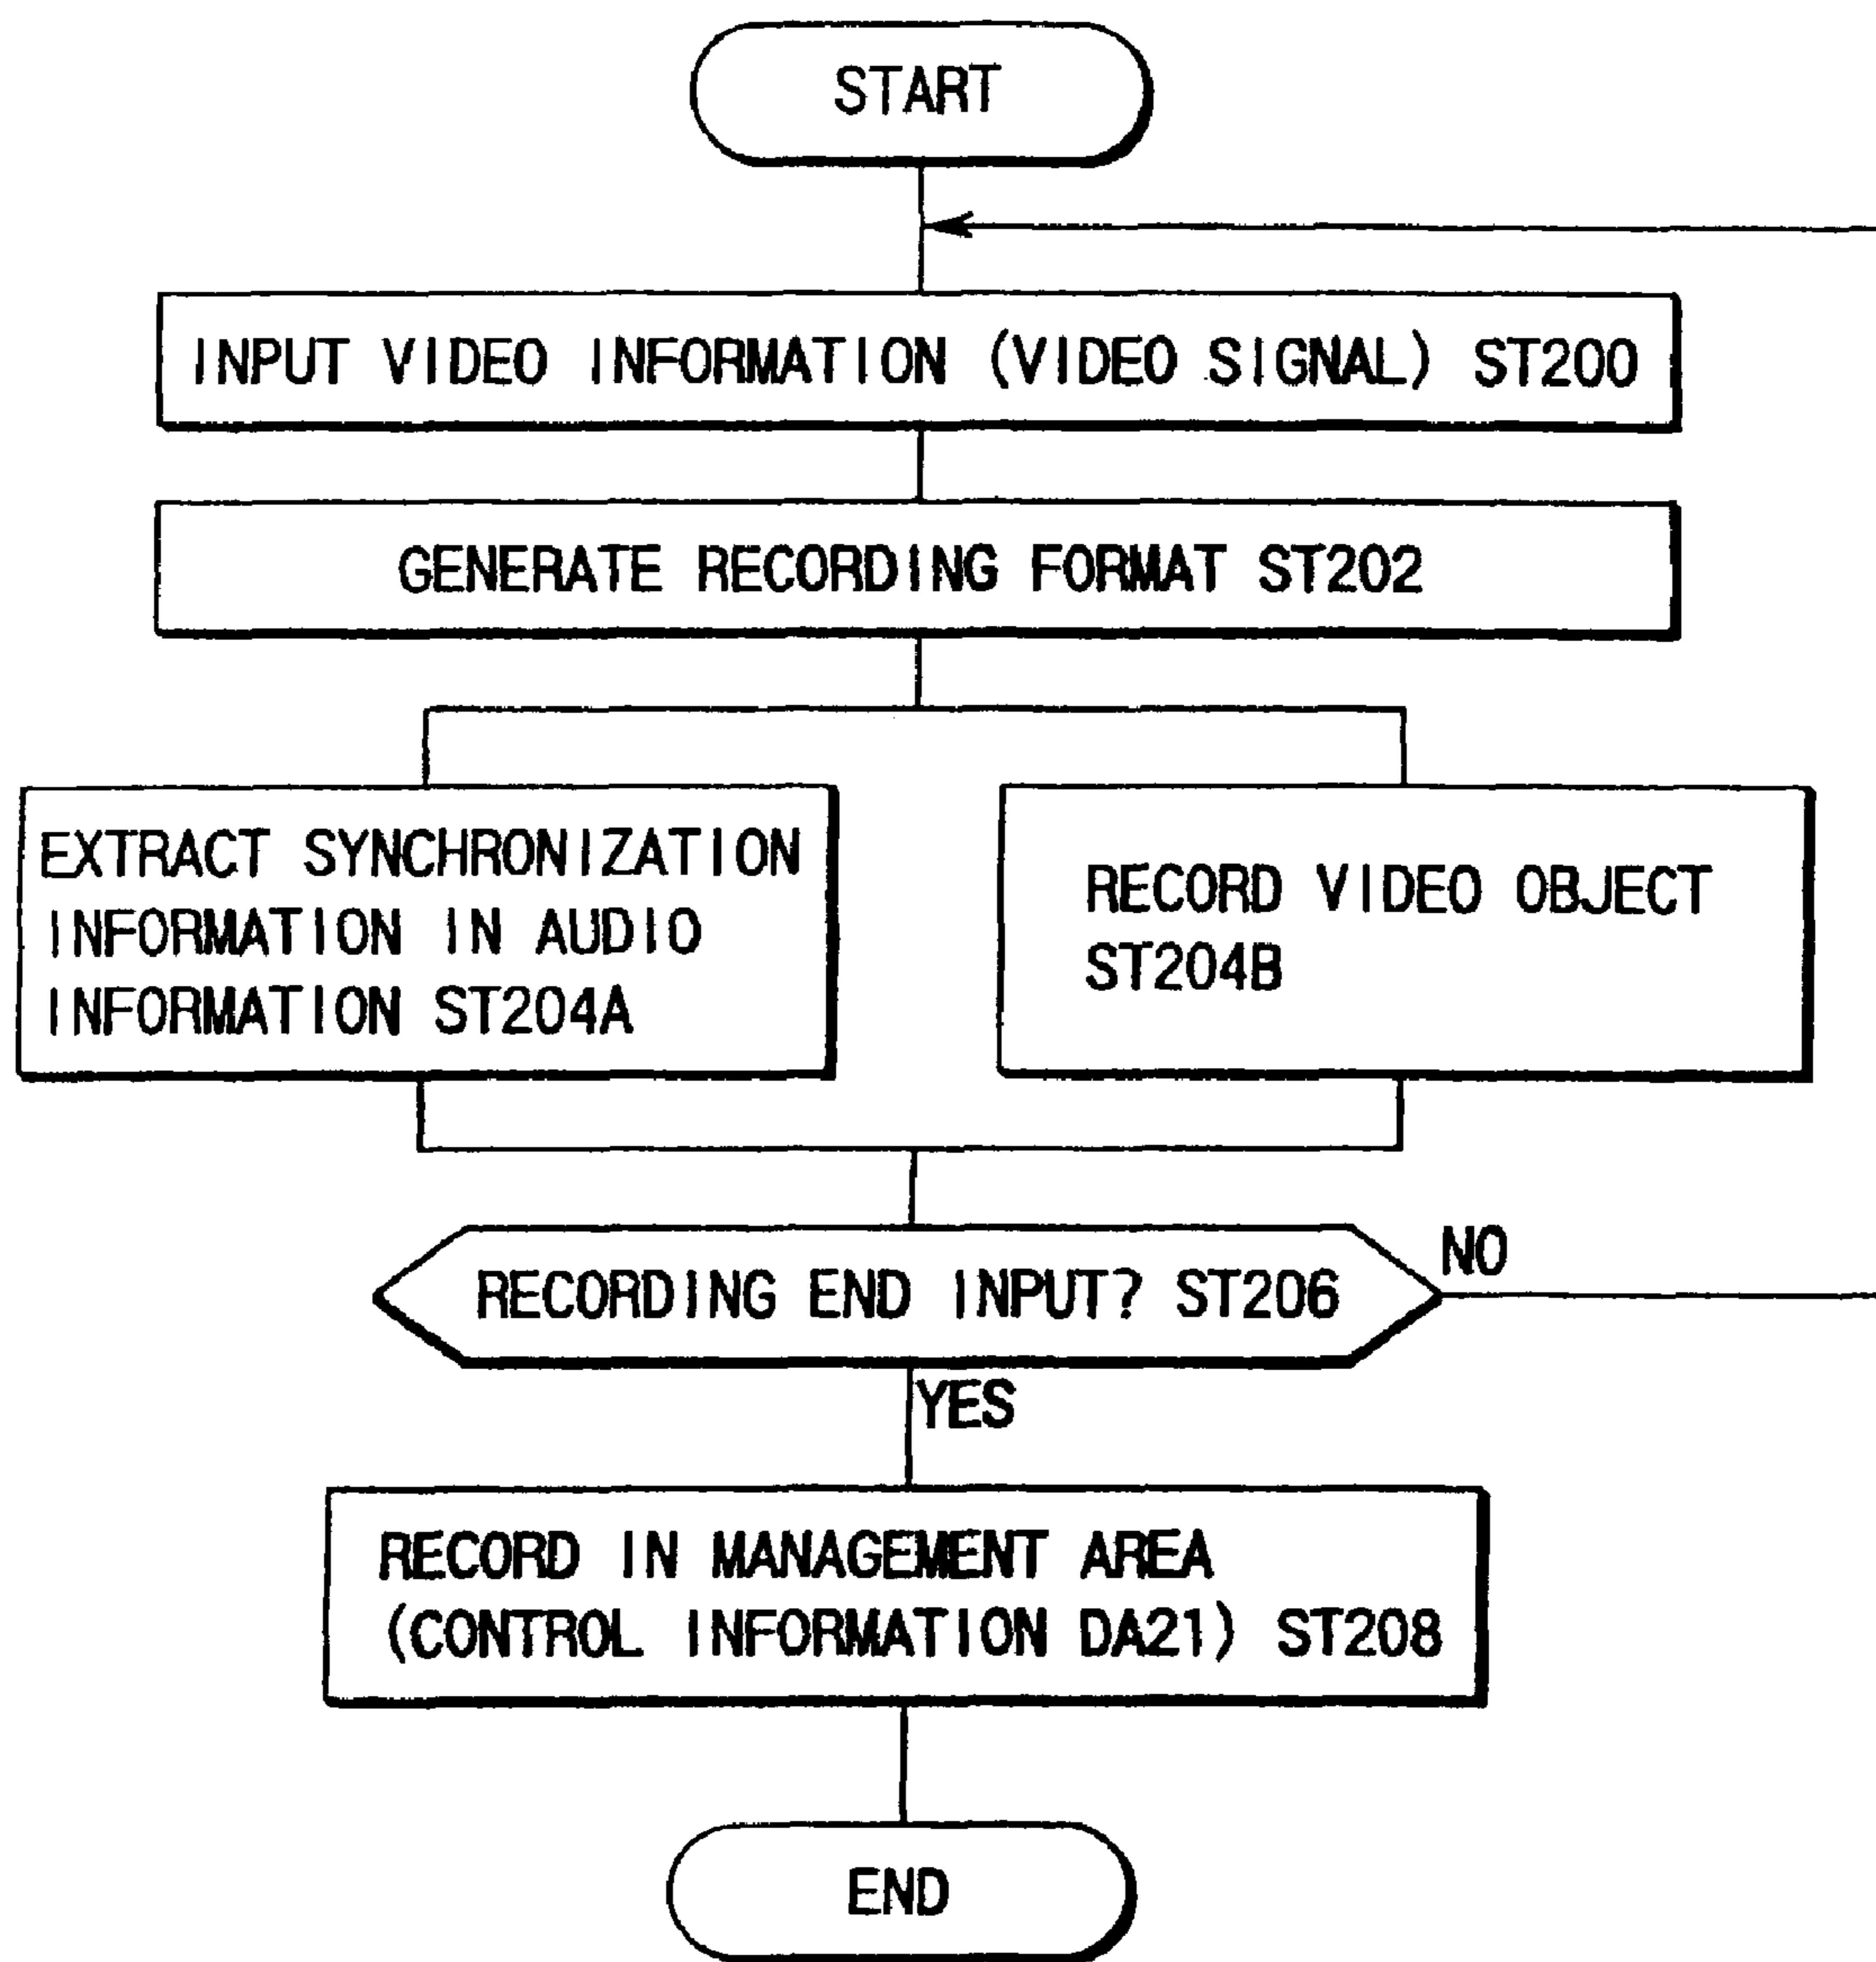 START
INPUT VIDEO INFORMATION (VIDEO SIGNAL) ST200
GENERATE RECORDING FORMAT ST202
EXTRACT SYNCHRONIZATION
INFORMATION IN AUDIO
INFORMATION ST204A
RECORD VIDEO OBJECT
ST204B
RECORDING END INPUT? ST206
NO
YES
RECORD IN MANAGEMENT AREA
(CONTROL INFORMATION DA21) ST208
END